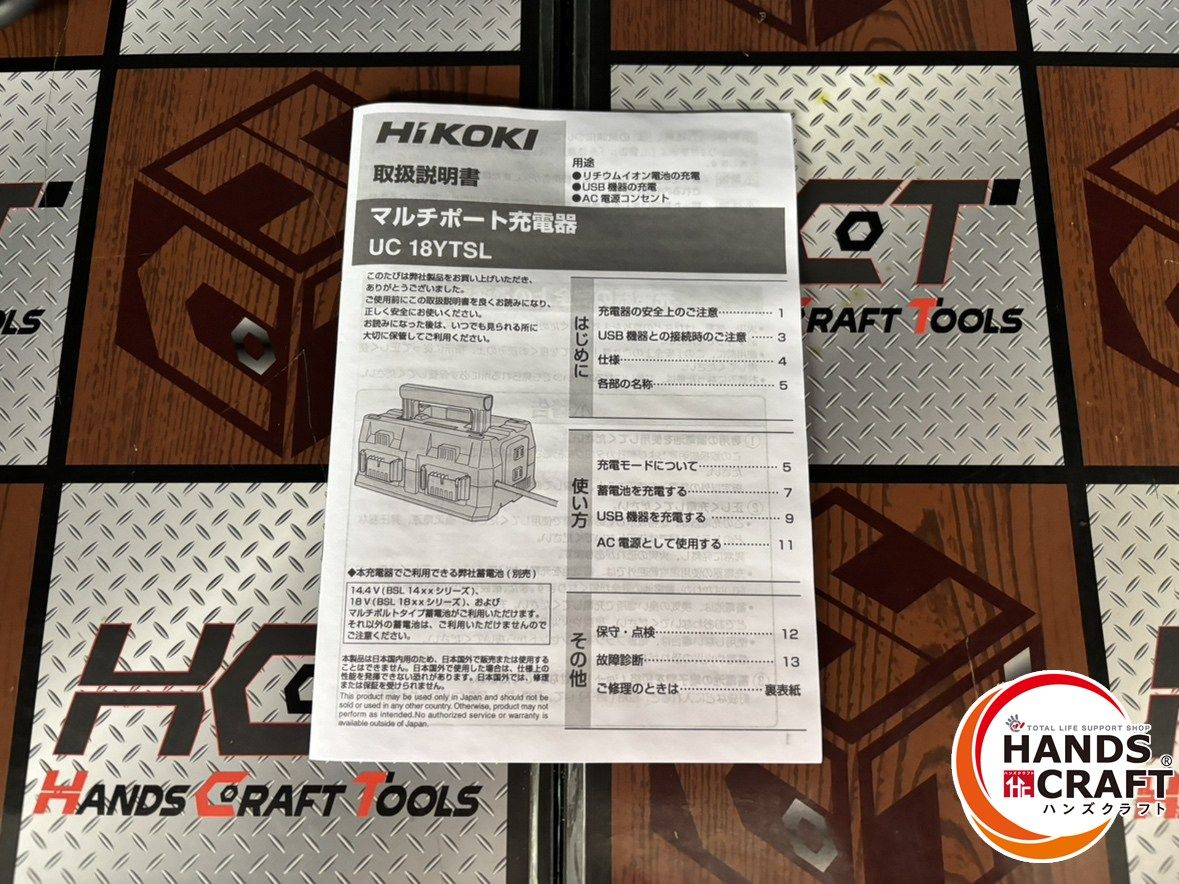 HiKOKI
取扱説明書
用途
●リチウムイオン電池の充電
●USB 機器の充電
●AC 電源コンセント
マルチポート充電器
UC 18YTSL
このたびは弊社製品をお買い上げいただき、
ありがとうございました。
ご使用前にこの取扱説明書を良くお読みになり、
正しく安全にお使いください。
お読みになった後は、いつでも見られる所に
大切に保管してご利用ください。
はじめに
充電器の安全上のご注意 1
USB 機器との接続時のご注意 3
仕様 4
各部の名称 5
使い方
充電モードについて 5
蓄電池を充電する 7
USB 機器を充電する 9
AC 電源として使用する 11
その他
保守・点検 12
故障診断 13
ご修理のときは 裏表紙
◆本充電器でご利用できる弊社蓄電池(別売)
14.4V(BSL 14xxシリーズ)、
18V(BSL 18xxシリーズ)、および
マルチボルトタイプ蓄電池がご利用いただけます。
それ以外の蓄電池は、ご利用いただけませんので
ご注意ください。
本製品は日本国内用のため、日本国外で販売または使用する
ことはできません。日本国外で使用した場合は、仕様上の
性能を発揮できない恐れがあります。日本国外では、修理
または保証を受けられません。
This product may be used only in Japan and should not be
sold or used in any other country. Otherwise, product may not
perform as intended.No authorized service or warranty is
available outside of Japan.
CT
RAFT TOOLS
OLS
HC
HANDS CRAFT TOOLS
TOTAL LIFE SUPPORT SHOP
HANDS
CRAFT®
ハンズクラフト
ハンズクラフト